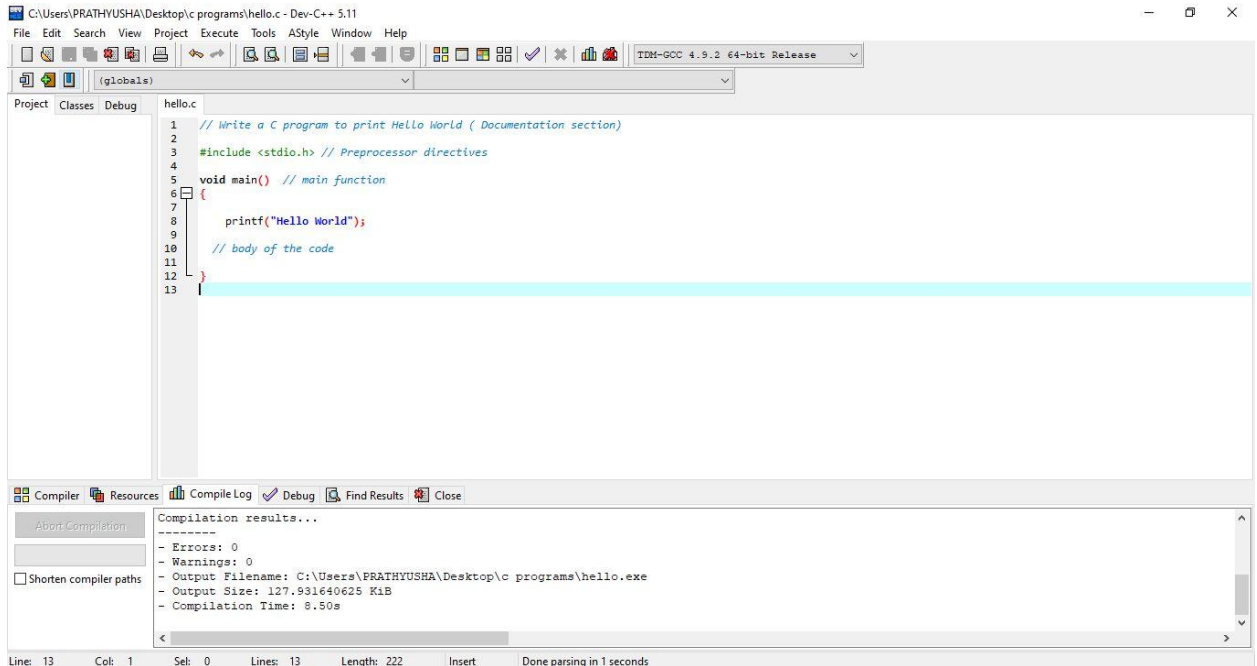 C:\Users\PRATHYUSHA\Desktop\c programs\hello.c - Dev-C++ 5.11
File Edit Search View Project Execute Tools AStyle Window Help
TDM-GCC 4.9.2 64-bit Release
(globals)
Project Classes Debug hello.c
1 // Write a C program to print Hello World ( Documentation section)
2
3 #include <stdio.h> // Preprocessor directives
4
5 void main() // main function
6 {
7
8 printf("Hello World");
9
10 // body of the code
11
12 }
13
Compiler Resources Compile Log Debug Find Results Close
Abort Compilation
Shorten compiler paths
Compilation results...
--------
- Errors: 0
- Warnings: 0
- Output Filename: C:\Users\PRATHYUSHA\Desktop\c programs\hello.exe
- Output Size: 127.931640625 KiB
- Compilation Time: 8.50s
Line: 13 Col: 1 Sel: 0 Lines: 13 Length: 222 Insert Done parsing in 1 seconds